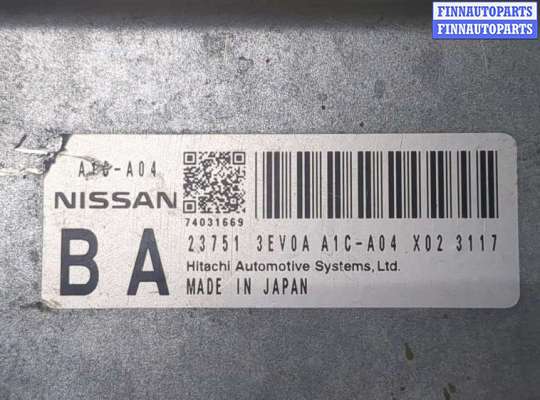 FINNAUTOPARTS
FINNAUTOPARTS
A1C-A04
NISSAN
74031669
BA
23751 3EV0A A1C-A04 X02 3117
Hitachi Automotive Systems, Ltd.
MADE IN JAPAN